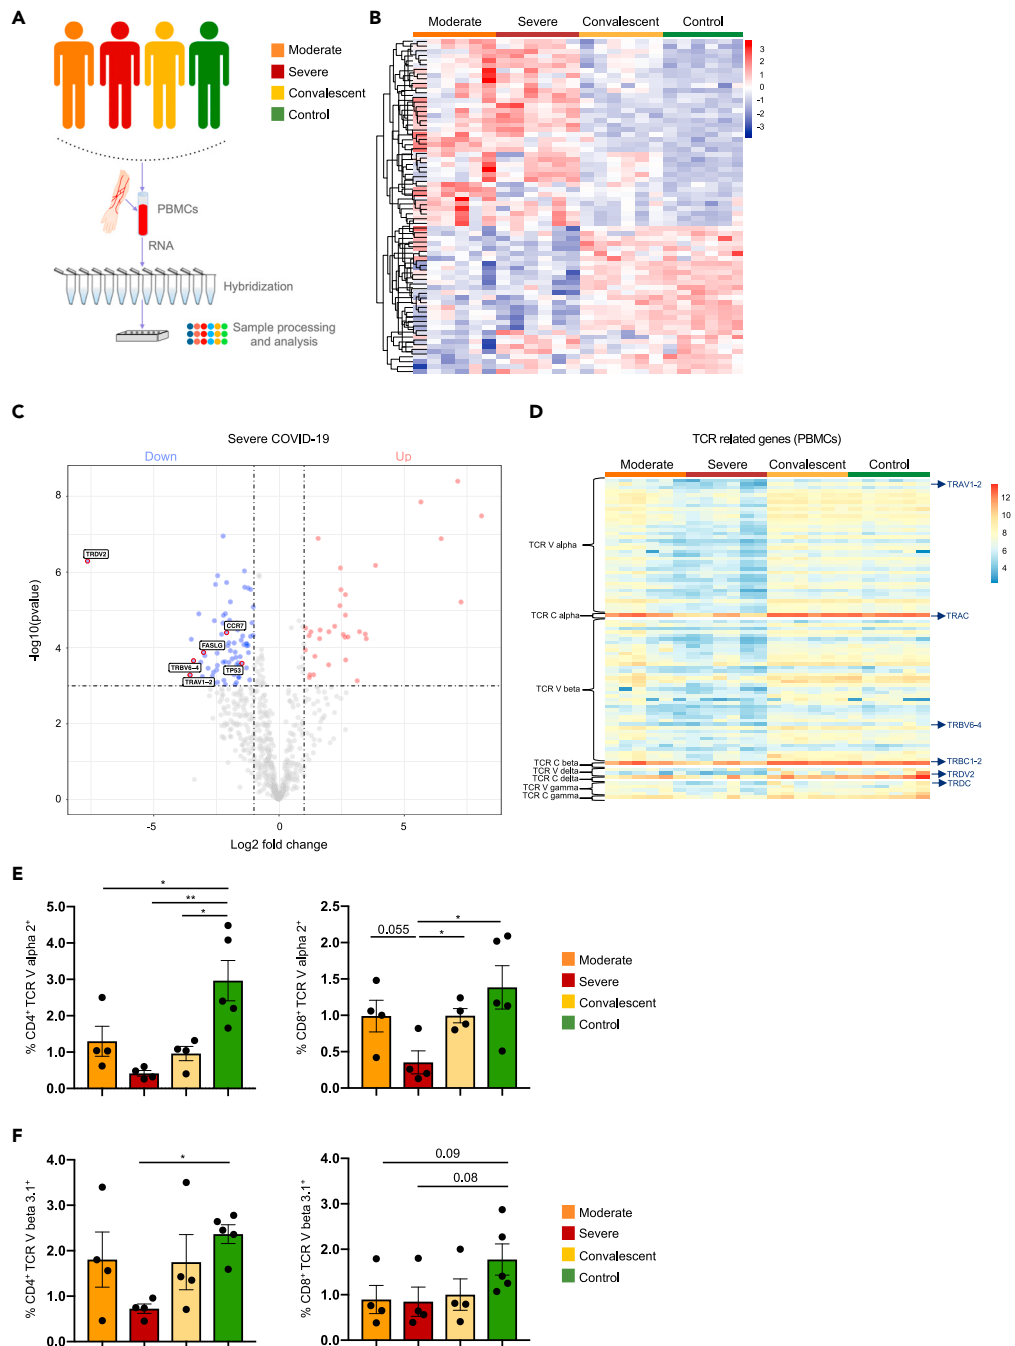 A
Moderate
Severe
Convalescent
Control
PBMCs
RNA
Hybridization
Sample processing
and analysis
B
Moderate Severe Convalescent Control
3
2
1
0
-1
-2
-3
C
Severe COVID-19
Down Up
8
6
4
2
0
-log10(pvalue)
TRDV2
CCR7
FASLG
TRBV6-4
TP53
TRAV1-2
-5 0 5
Log2 fold change
D
TCR related genes (PBMCs)
Moderate Severe Convalescent Control
TCR V alpha
TCR C alpha
TCR V beta
TCR C beta
TCR V delta
TCR C delta
TCR V gamma
TCR C gamma
TRAV1-2
TRAC
TRBV6-4
TRBC1-2
TRDV2
TRDC
12
10
8
6
4
E
% CD4+ TCR V alpha 2+
5.0
4.0
3.0
2.0
1.0
0.0
*
**
*
% CD8+ TCR V alpha 2+
2.5
2.0
1.5
1.0
0.5
0.0
0.055
*
*
Moderate
Severe
Convalescent
Control
F
% CD4+ TCR V beta 3.1+
4.0
3.0
2.0
1.0
0.0
*
% CD8+ TCR V beta 3.1+
4.0
3.0
2.0
1.0
0.0
0.09
0.08
Moderate
Severe
Convalescent
Control